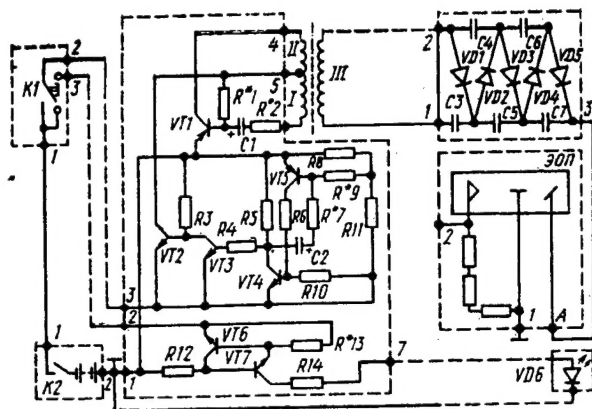 2
4
II
III
2
C4
C6
K1
3
5
VD1
VD3
VD5
R*1
R*2
I
VT1
C1
1
C3
VD2
C5
VD4
C7
3
1
R8
ЭОП
VT5
R*9
R3
R4
R5
R6
R*7
R11
2
VT2
VT3
C2
VT4
R10
3
1
A
2
VT6
R*13
1
7
K2
2
1
R12
VT7
R14
VD6